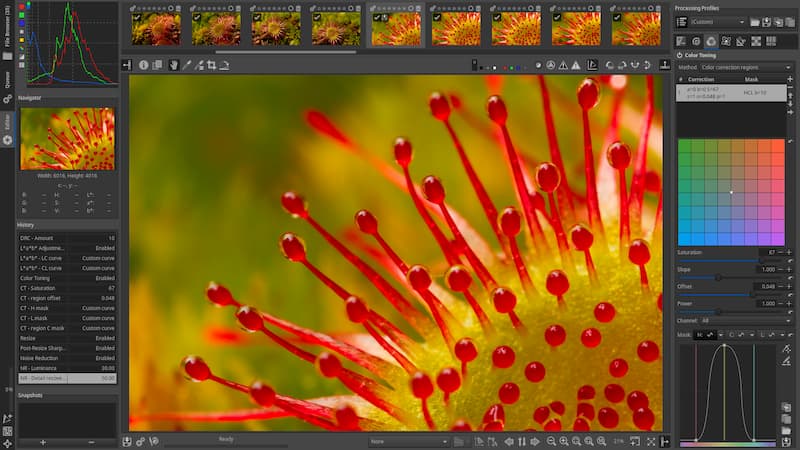 File Browser (35)
Queue
Editor
0%
Navigator
Width: 6016, Height: 4016
x: --, y: --
R: -- H: -- L*: --
G: -- S: -- a*: --
B: -- V: -- b*: --
History
DRC - Amount 10
L*a*b* Adjustme... Enabled
L*a*b* - LC curve Custom curve
L*a*b* - CL curve Custom curve
Color Toning Enabled
CT - Saturation 67
CT - region offset 0.048
CT - H mask Custom curve
CT - L mask Custom curve
CT - region C mask Custom curve
Resize Enabled
Post-Resize Sharp... Enabled
Noise Reduction Enabled
NR - Luminance 30.00
NR - Detail recove... 50.00
Snapshots
Ready
None
21%
Processing Profiles
(Custom)
Color Toning
Method: Color correction regions
# Correction Mask
Saturation: 67
Slope 1.000
Offset 0.048
Power 1.000
Channel: All
Mask: H: C: L: